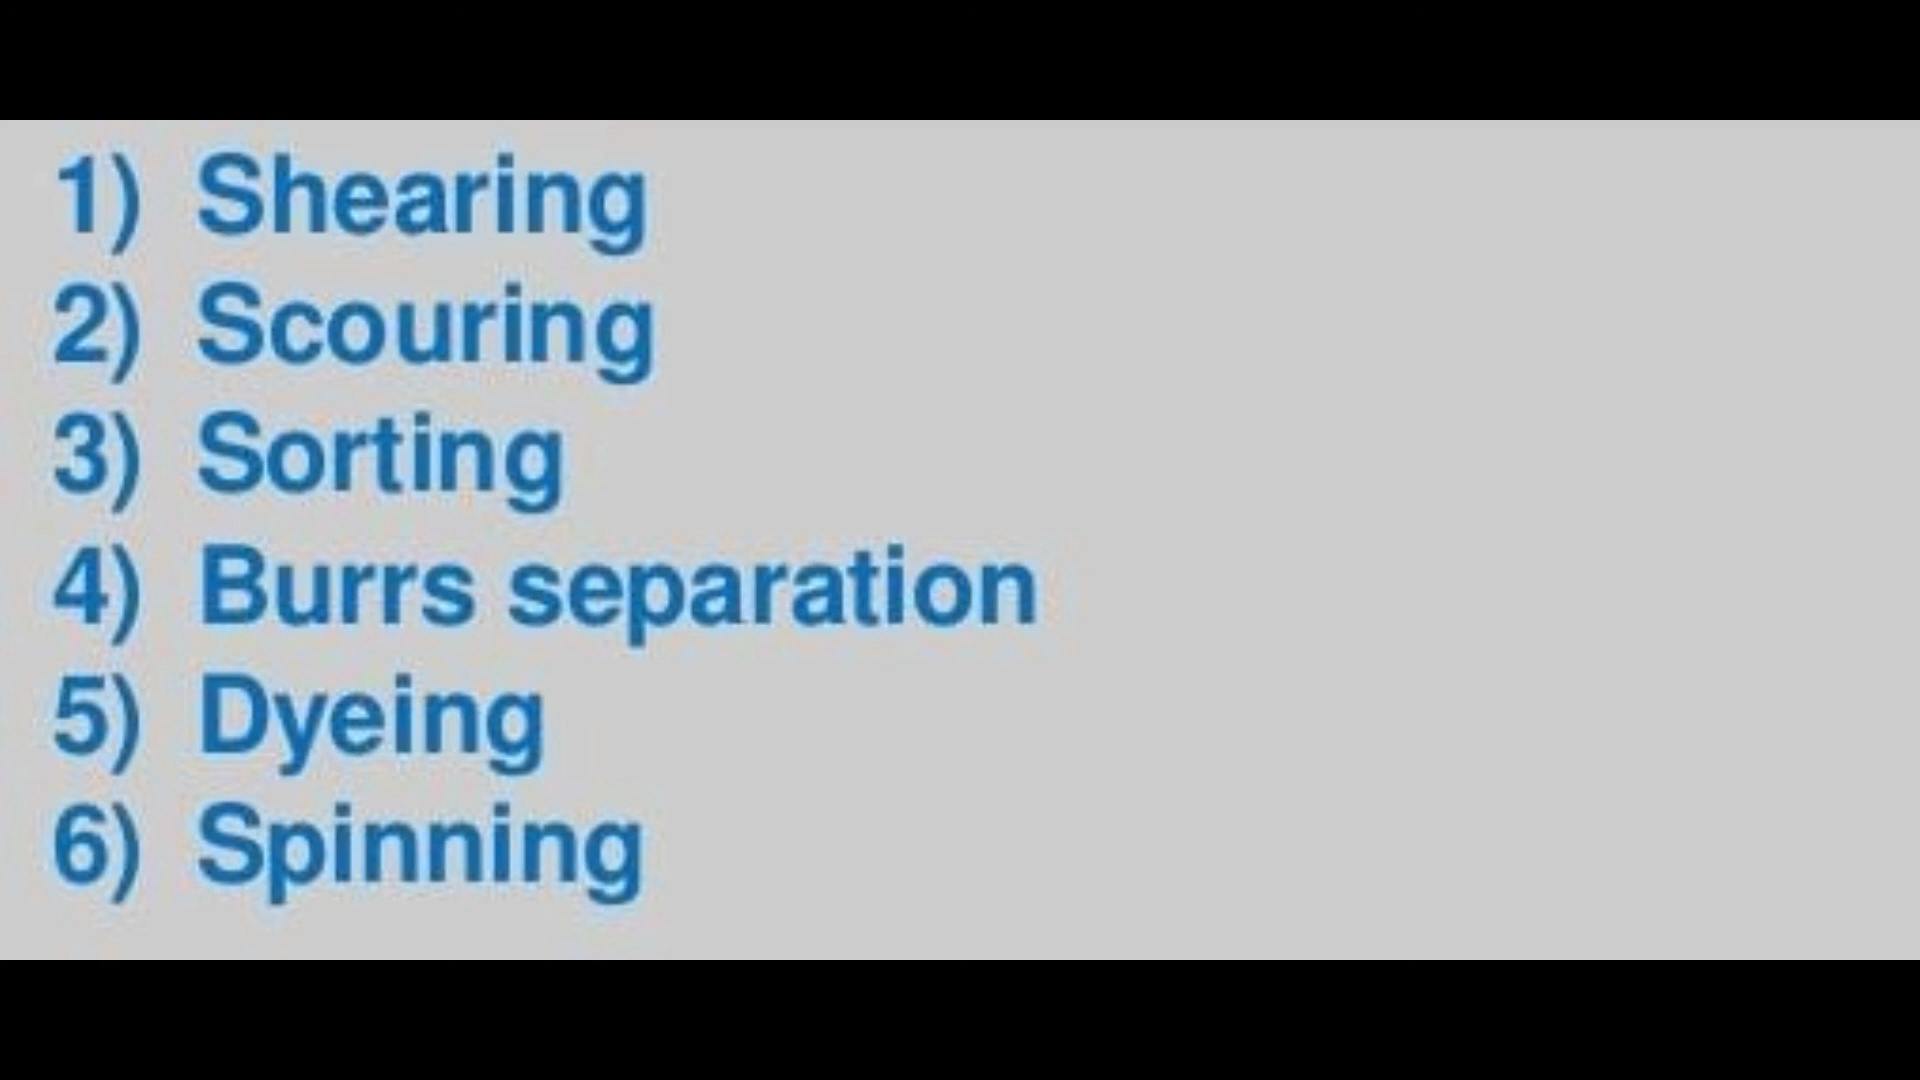 1) Shearing
2) Scouring
3) Sorting
4) Burrs separation
5) Dyeing
6) Spinning